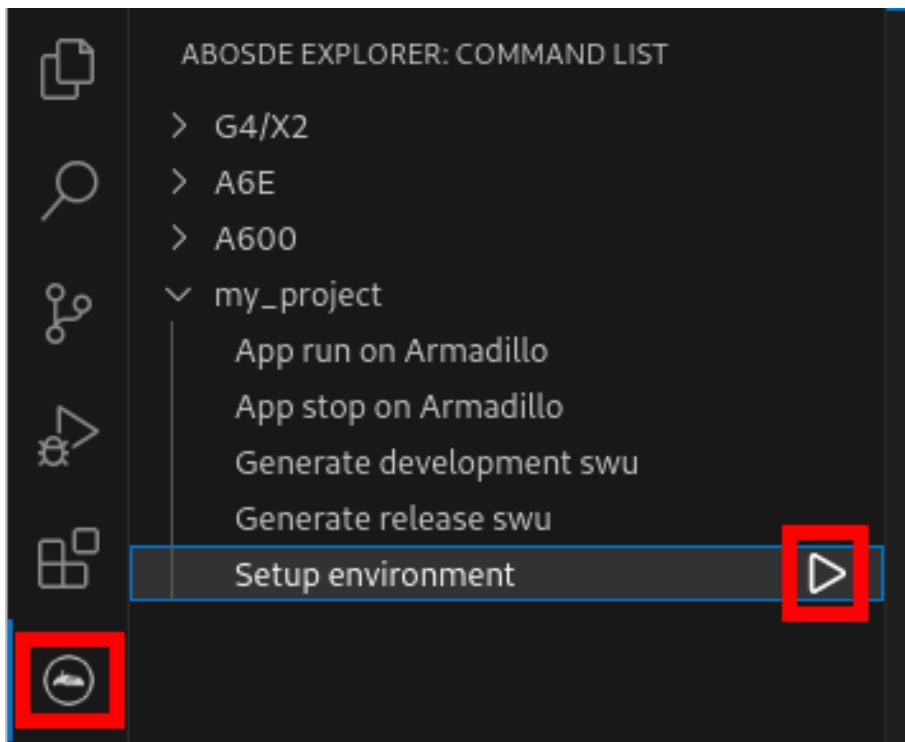 ABOSDE EXPLORER: COMMAND LIST
G4/X2
A6E
A600
my_project
App run on Armadillo
App stop on Armadillo
Generate development swu
Generate release swu
Setup environment